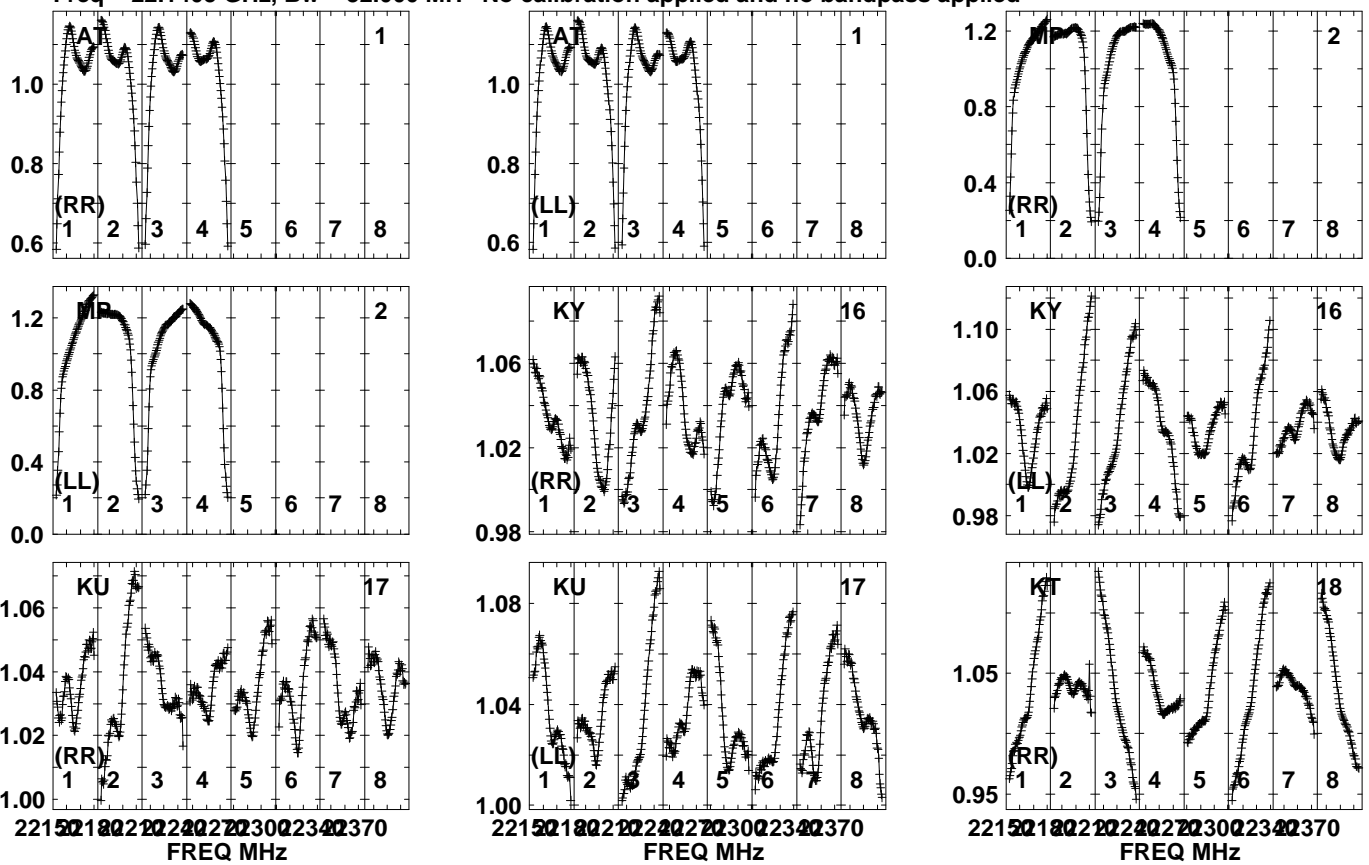 No calibration applied and no bandpass applied
1.0
0.8
0.6
AT 1
(RR)
1 2 3 4 5 6 7 8
1.0
0.8
0.6
AT 1
(LL)
1 2 3 4 5 6 7 8
1.2
0.8
0.4
0.0
MP 2
(RR)
1 2 3 4 5 6 7 8
1.2
0.8
0.4
0.0
MP 2
(LL)
1 2 3 4 5 6 7 8
1.06
1.02
0.98
KY 16
(RR)
1 2 3 4 5 6 7 8
1.10
1.06
1.02
0.98
KY 16
(LL)
1 2 3 4 5 6 7 8
1.06
1.04
1.02
1.00
KU 17
(RR)
1 2 3 4 5 6 7 8
1.08
1.04
1.00
KU 17
(LL)
1 2 3 4 5 6 7 8
1.05
0.95
KT 18
(RR)
1 2 3 4 5 6 7 8
FREQ MHz
FREQ MHz